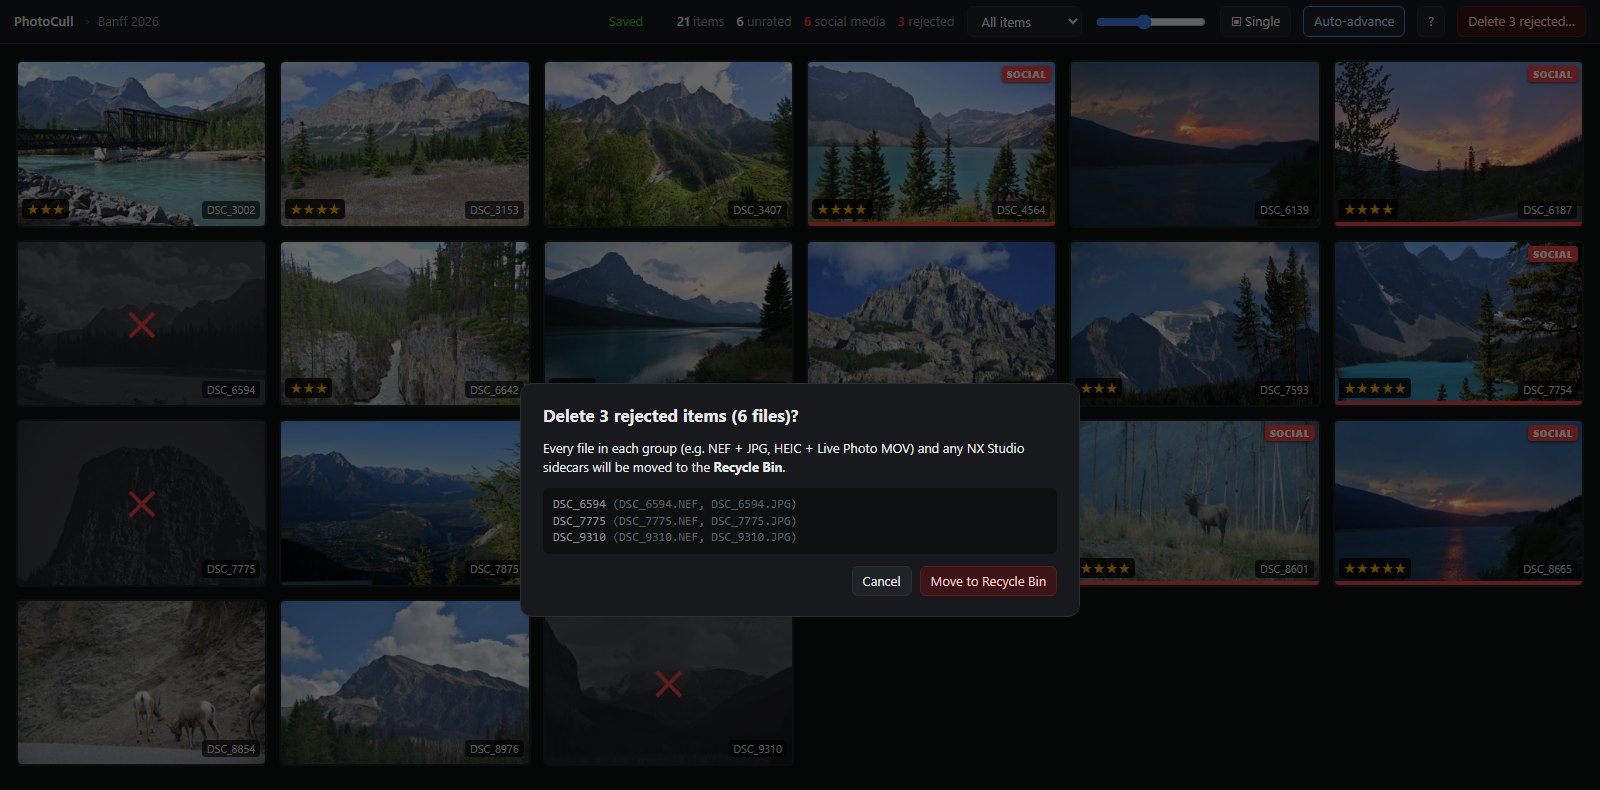 PhotoCull › Banff 2026
Saved 21 items 6 unrated 6 social media 3 rejected All items Single Auto-advance ? Delete 3 rejected...
SOCIAL
SOCIAL
★★★ DSC_3002
★★★★ DSC_3153
DSC_3407
★★★★ DSC_4564
DSC_6139
★★★★ DSC_6187
SOCIAL
DSC_6594
★★★ DSC_6642
★★★ DSC_7593
★★★★★ DSC_7754
SOCIAL
SOCIAL
DSC_7775
DSC_7875
★★★★ DSC_8601
★★★★★ DSC_8665
Delete 3 rejected items (6 files)?
Every file in each group (e.g. NEF + JPG, HEIC + Live Photo MOV) and any NX Studio
sidecars will be moved to the Recycle Bin.
DSC_6594 (DSC_6594.NEF, DSC_6594.JPG)
DSC_7775 (DSC_7775.NEF, DSC_7775.JPG)
DSC_9310 (DSC_9310.NEF, DSC_9310.JPG)
Cancel Move to Recycle Bin
DSC_8854
DSC_8976
DSC_9310